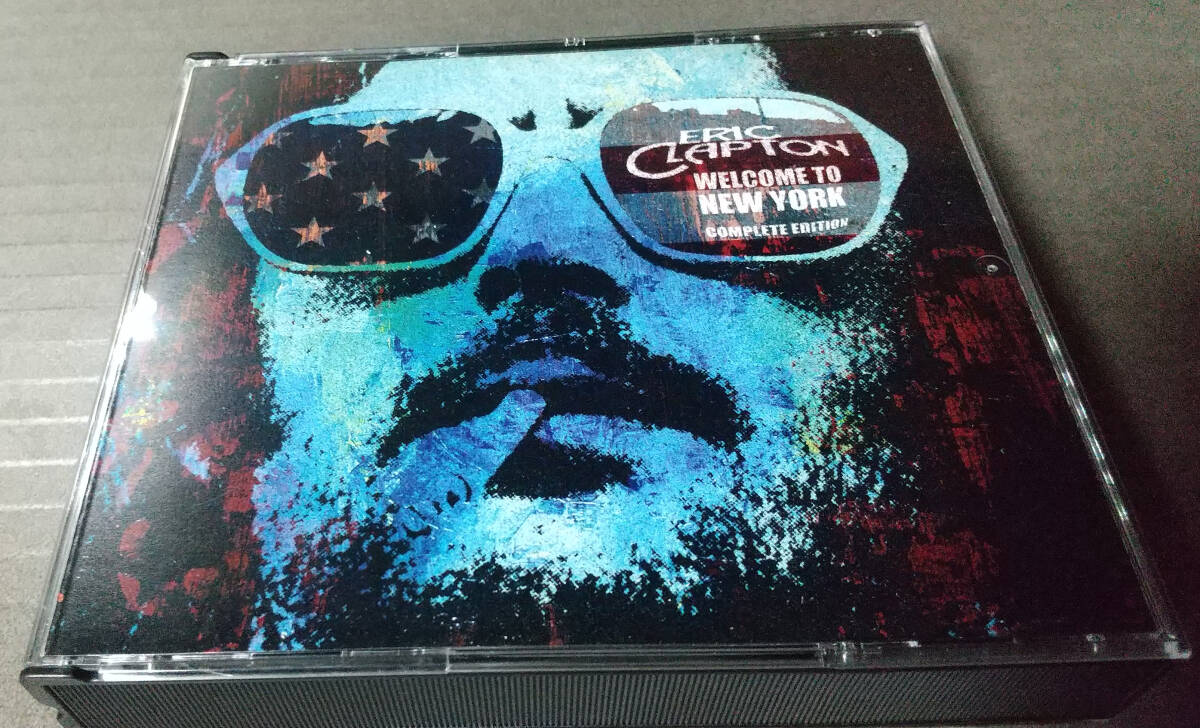 ERIC
CLAPTON
WELCOME TO
NEW YORK
COMPLETE EDITION